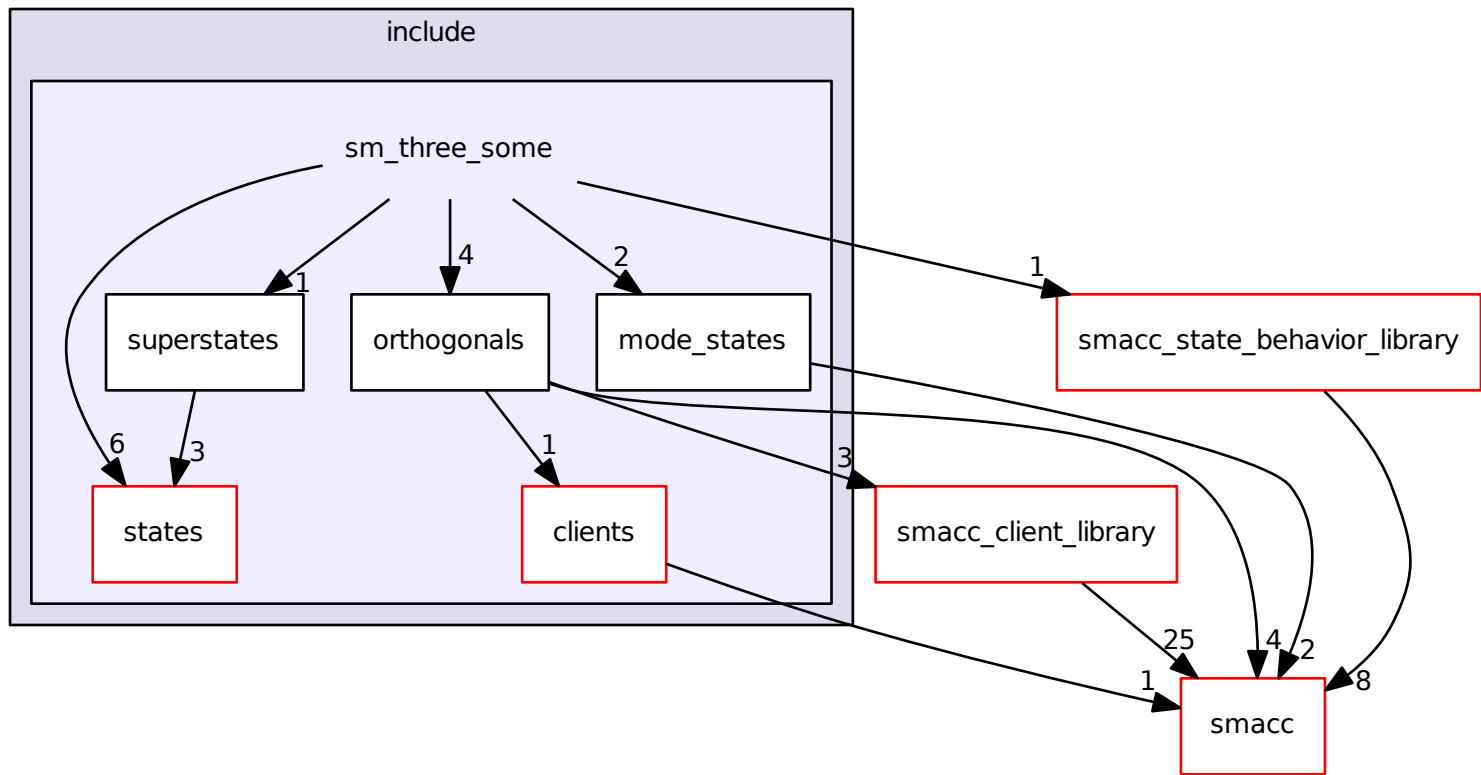 include
sm_three_some
1
4
2
1
superstates
orthogonals
mode_states
smacc_state_behavior_library
6
3
1
3
states
clients
smacc_client_library
25
4
2
1
8
smacc